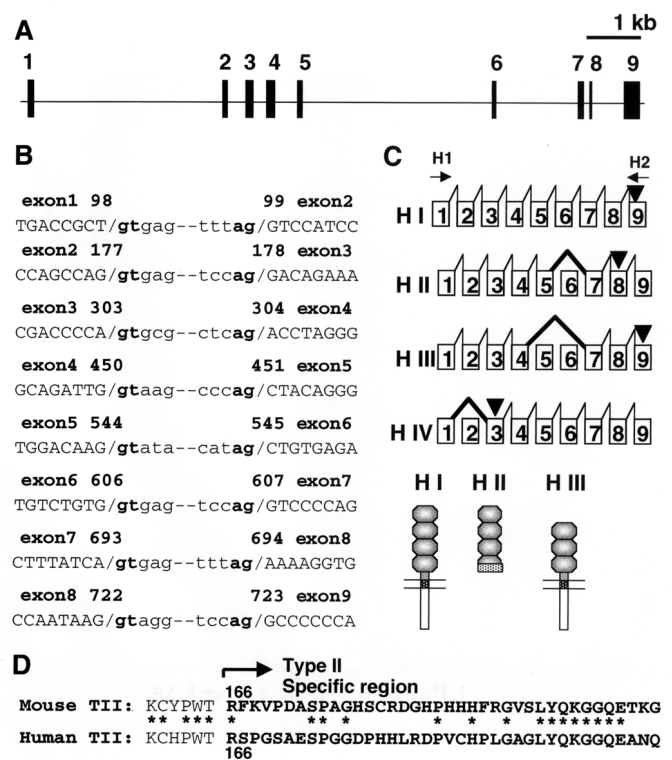 A
1 kb
1 2 3 4 5 6 7 8 9
B
exon1 98 99 exon2
TGACCGCT/gtgag--tttag/GTCCATCC
exon2 177 178 exon3
CCAGCCAG/gtgag--tccag/GACAGAAA
exon3 303 304 exon4
CGACCCCA/gtgcg--ctcag/ACCTAGGG
exon4 450 451 exon5
GCAGATTG/gtaag--cccag/CTACAGGG
exon5 544 545 exon6
TGGACAAG/gtata--catag/CTGTGAGA
exon6 606 607 exon7
TGTCTGTG/gtgag--tccag/GTCCCCAG
exon7 693 694 exon8
CTTTATCA/gtgag--tttag/AAAAGGTG
exon8 722 723 exon9
CCAATAAG/gtagg--tccag/GCCCCCCA
C
H1 H2
H I 1 2 3 4 5 6 7 8 9
H II 1 2 3 4 5 6 7 8 9
H III 1 2 3 4 5 6 7 8 9
H IV 1 2 3 4 5 6 7 8 9
H I H II H III
D
Type II
Specific region
166
Mouse TII: KCYPWT RFKVPDASSPAGHSCRDGHPHHHFRGVSLYQKGGQETKG
** *** * ** * * * * ********
Human TII: KCHPWT RSPGSAESPGGDPHHLRDPVCHPLGAGLYQKGGQEANQ
166